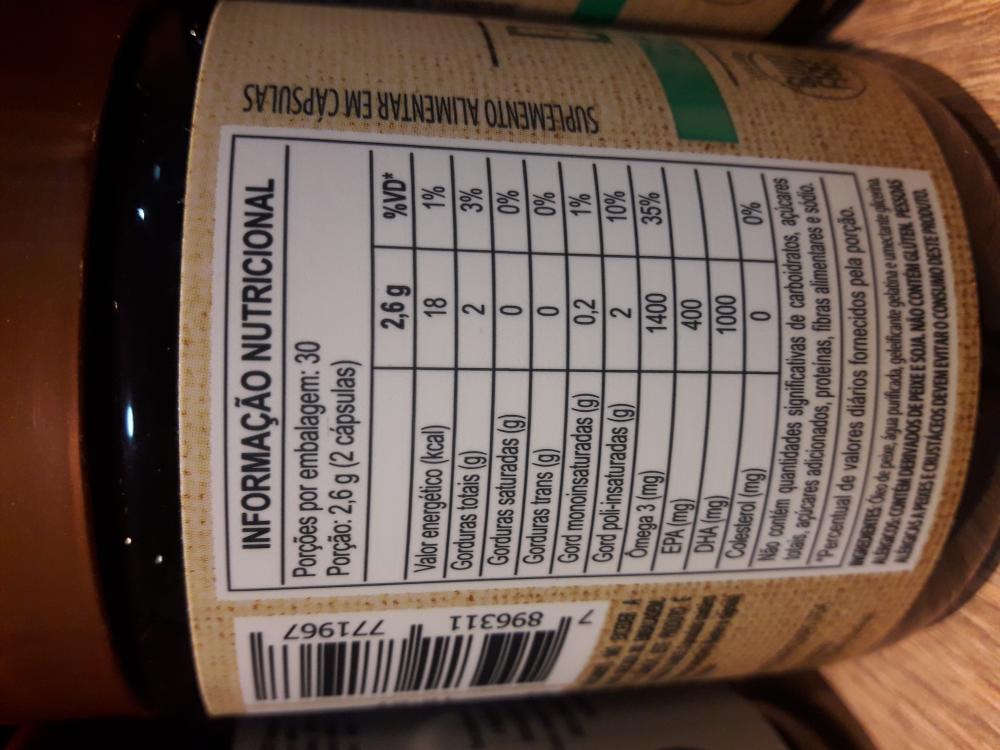 INFORMAÇÃO NUTRICIONAL
Porções por embalagem: 30
Porção: 2,6 g (2 cápsulas)
2,6 g %VD*
Valor energético (kcal) 18 1%
Gorduras totais (g) 2 3%
Gorduras saturadas (g) 0 0%
Gorduras trans (g) 0 0%
Gord monoinsaturadas (g) 0,2 1%
Gord poli-insaturadas (g) 2 10%
Ômega 3 (mg) 1400 35%
EPA (mg) 400
DHA (mg) 1000
Colesterol (mg) 0 0%
Não contém quantidades significativas de carboidratos, açúcares
totais, açúcares adicionados, proteínas, fibras alimentares e sódio.
*Percentual de valores diários fornecidos pela porção.
INGREDIENTES: Óleo de peixe, água purificada, geleificante gelatina e umectante glicerina.
ALÉRGICOS: CONTÉM DERIVADOS DE PEIXE E SOJA. NÃO CONTÉM GLÚTEN. PESSOAS
ALÉRGICAS A PEIXES E CRUSTÁCEOS DEVEM EVITAR O CONSUMO DESTE PRODUTO.
SUPLEMENTO ALIMENTAR EM CÁPSULAS
7 896311 771967